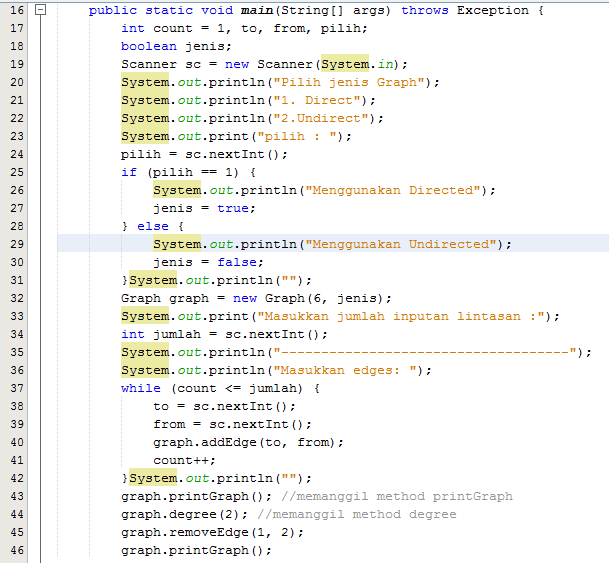 16 public static void main(String[] args) throws Exception {
17 int count = 1, to, from, pilih;
18 boolean jenis;
19 Scanner sc = new Scanner(System.in);
20 System.out.println("Pilih jenis Graph");
21 System.out.println("1. Direct");
22 System.out.println("2.Undirect");
23 System.out.print("pilih : ");
24 pilih = sc.nextInt();
25 if (pilih == 1) {
26 System.out.println("Menggunakan Directed");
27 jenis = true;
28 } else {
29 System.out.println("Menggunakan Undirected");
30 jenis = false;
31 }System.out.println("");
32 Graph graph = new Graph(6, jenis);
33 System.out.print("Masukkan jumlah inputan lintasan :");
34 int jumlah = sc.nextInt();
35 System.out.println("------------------------------------");
36 System.out.println("Masukkan edges: ");
37 while (count <= jumlah) {
38 to = sc.nextInt();
39 from = sc.nextInt();
40 graph.addEdge(to, from);
41 count++;
42 }System.out.println("");
43 graph.printGraph(); //memanggil method printGraph
44 graph.degree(2); //memanggil method degree
45 graph.removeEdge(1, 2);
46 graph.printGraph();